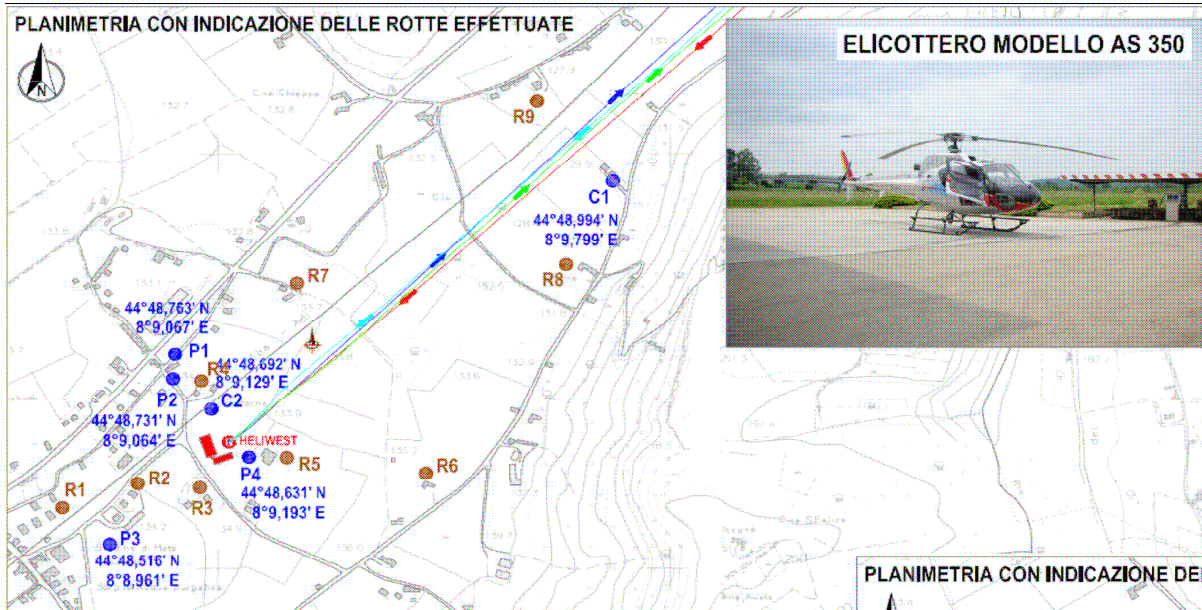 PLANIMETRIA CON INDICAZIONE DELLE ROTTE EFFETTUATE
N
ELICOTTERO MODELLO AS 350
R9
C1
44°48,994' N
8°9,799' E
R8
R7
44°48,763' N
8°9,067' E
P1
R4
44°48,692' N
8°9,129' E
P2
C2
44°48,731' N
8°9,064' E
HELIWEST
P4
R5
R6
44°48,631' N
8°9,193' E
R1
R2
R3
P3
44°48,516' N
8°8,961' E
PLANIMETRIA CON INDICAZIONE DE